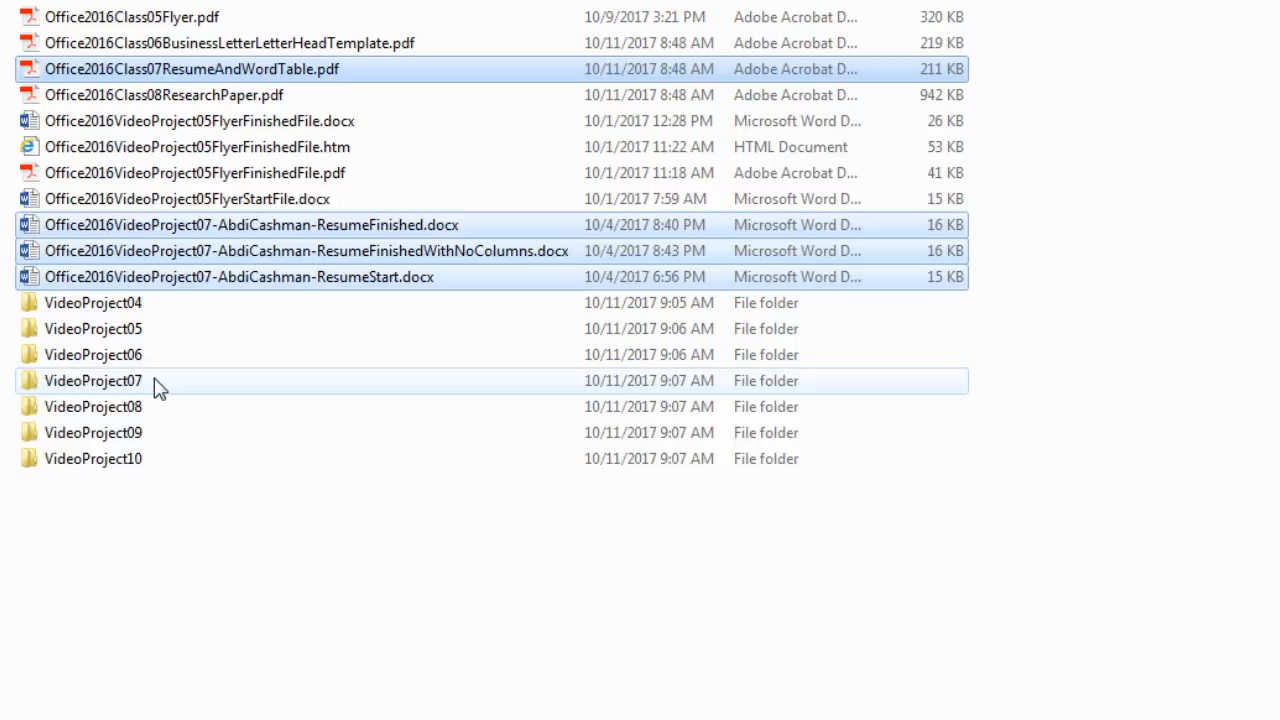 Office2016Class05Flyer.pdf 10/9/2017 3:21 PM Adobe Acrobat D... 320 KB
Office2016Class06BusinessLetterLetterHeadTemplate.pdf 10/11/2017 8:48 AM Adobe Acrobat D... 219 KB
Office2016Class07ResumeAndWordTable.pdf 10/11/2017 8:48 AM Adobe Acrobat D... 211 KB
Office2016Class08ResearchPaper.pdf 10/11/2017 8:48 AM Adobe Acrobat D... 942 KB
Office2016VideoProject05FlyerFinishedFile.docx 10/1/2017 12:28 PM Microsoft Word D... 26 KB
Office2016VideoProject05FlyerFinishedFile.htm 10/1/2017 11:22 AM HTML Document 53 KB
Office2016VideoProject05FlyerFinishedFile.pdf 10/1/2017 11:18 AM Adobe Acrobat D... 41 KB
Office2016VideoProject05FlyerStartFile.docx 10/1/2017 7:59 AM Microsoft Word D... 15 KB
Office2016VideoProject07-AbdiCashman-ResumeFinished.docx 10/4/2017 8:40 PM Microsoft Word D... 16 KB
Office2016VideoProject07-AbdiCashman-ResumeFinishedWithNoColumns.docx 10/4/2017 8:43 PM Microsoft Word D... 16 KB
Office2016VideoProject07-AbdiCashman-ResumeStart.docx 10/4/2017 6:56 PM Microsoft Word D... 15 KB
VideoProject04 10/11/2017 9:05 AM File folder
VideoProject05 10/11/2017 9:06 AM File folder
VideoProject06 10/11/2017 9:06 AM File folder
VideoProject07 10/11/2017 9:07 AM File folder
VideoProject08 10/11/2017 9:07 AM File folder
VideoProject09 10/11/2017 9:07 AM File folder
VideoProject10 10/11/2017 9:07 AM File folder